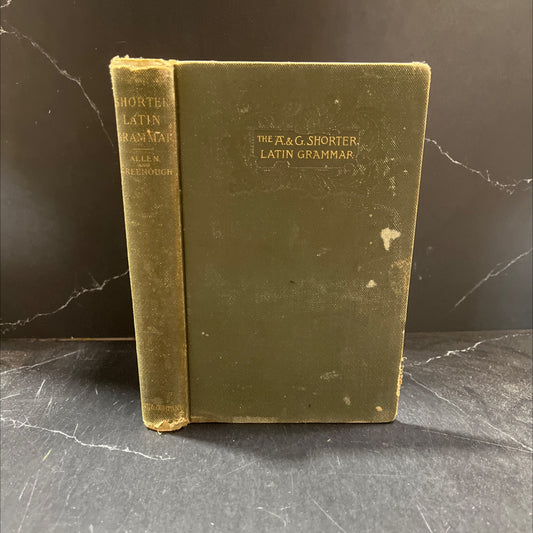 SHORTER
LATIN
GRAMMAR
ALLEN
AND
GREENOUGH
THE A. & G. SHORTER
LATIN GRAMMAR